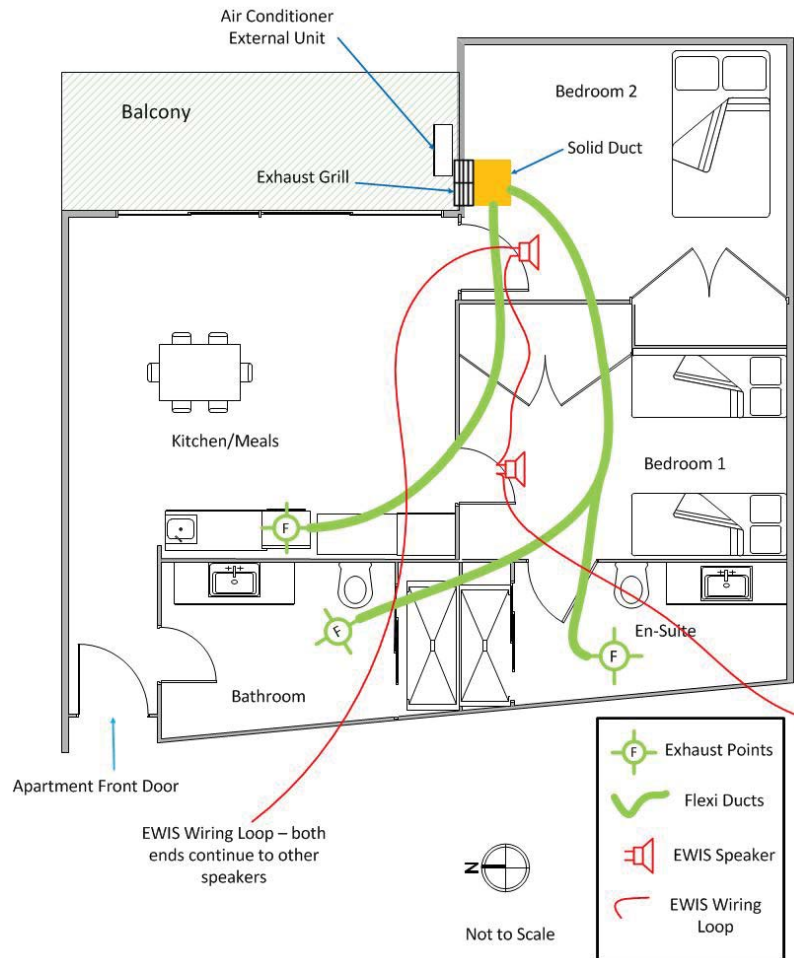 Air Conditioner
External Unit
Balcony
Bedroom 2
Solid Duct
Exhaust Grill
Kitchen/Meals
Bedroom 1
F
F
F
En-Suite
Bathroom
Apartment Front Door
EWIS Wiring Loop – both
ends continue to other
speakers
N
Not to Scale
F
Exhaust Points
Flexi Ducts
EWIS Speaker
EWIS Wiring
Loop